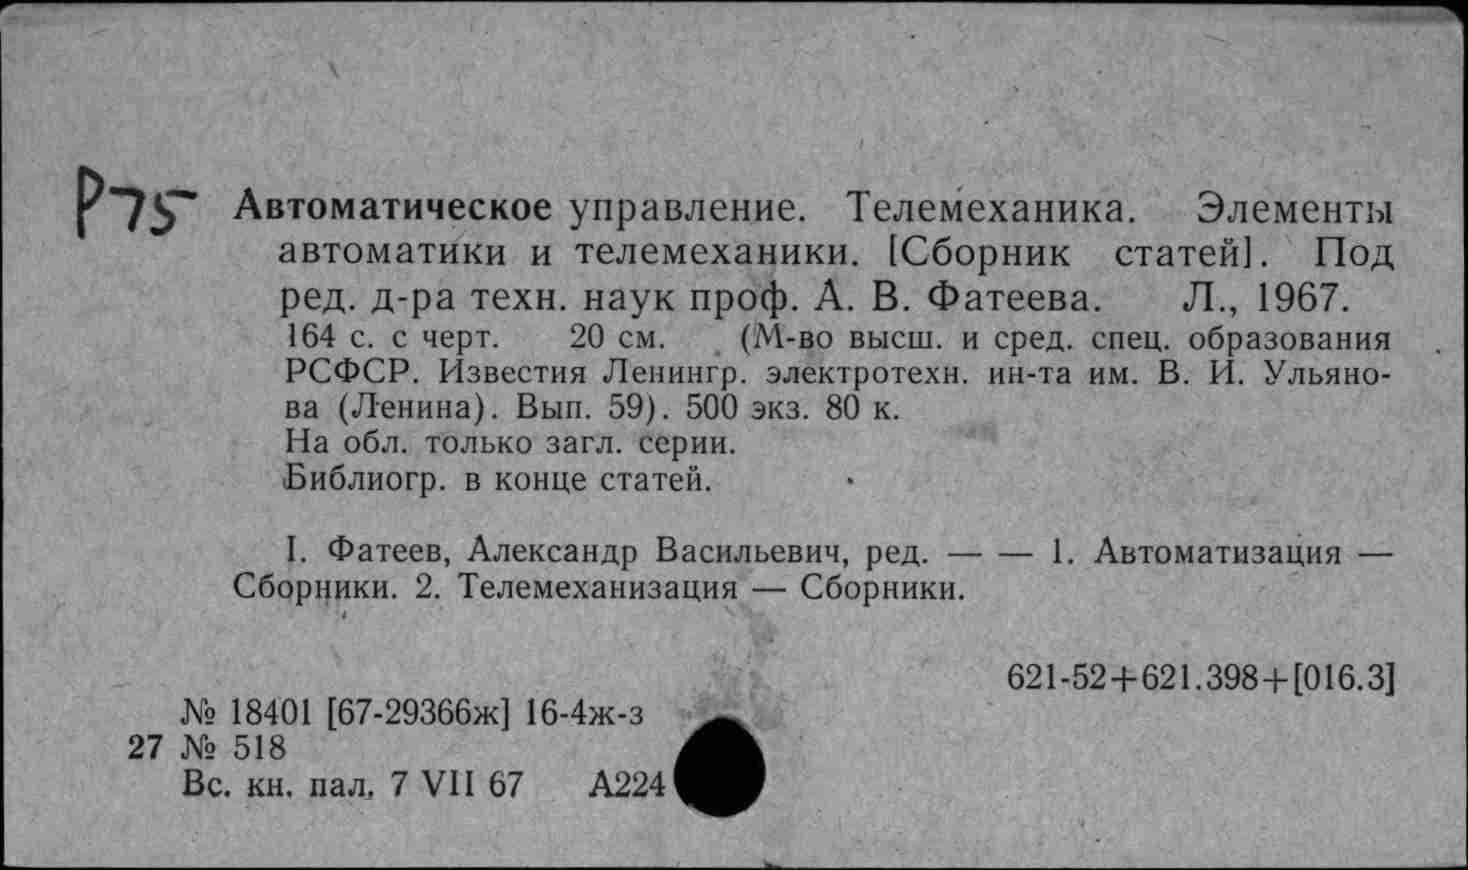 Р75 Автоматическое управление. Телемеханика. Элементы
автоматики и телемеханики. [Сборник статей]. Под
ред. д-ра техн. наук проф. А. В. Фатеева. Л., 1967.
164 с. с черт. 20 см. (М-во высш. и сред. спец. образования
РСФСР. Известия Ленингр. электротехн. ин-та им. В. И. Ульяно-
ва (Ленина). Вып. 59). 500 экз. 80 к.
На обл. только загл. серии.
Библиогр. в конце статей.
I. Фатеев, Александр Васильевич, ред. — — 1. Автоматизация —
Сборники. 2. Телемеханизация — Сборники.
621-52+621.398+[016.3]
№ 18401 [67-29366ж] 16-4ж-з
27 № 518
Вс. кн. пал. 7 VII 67 А224